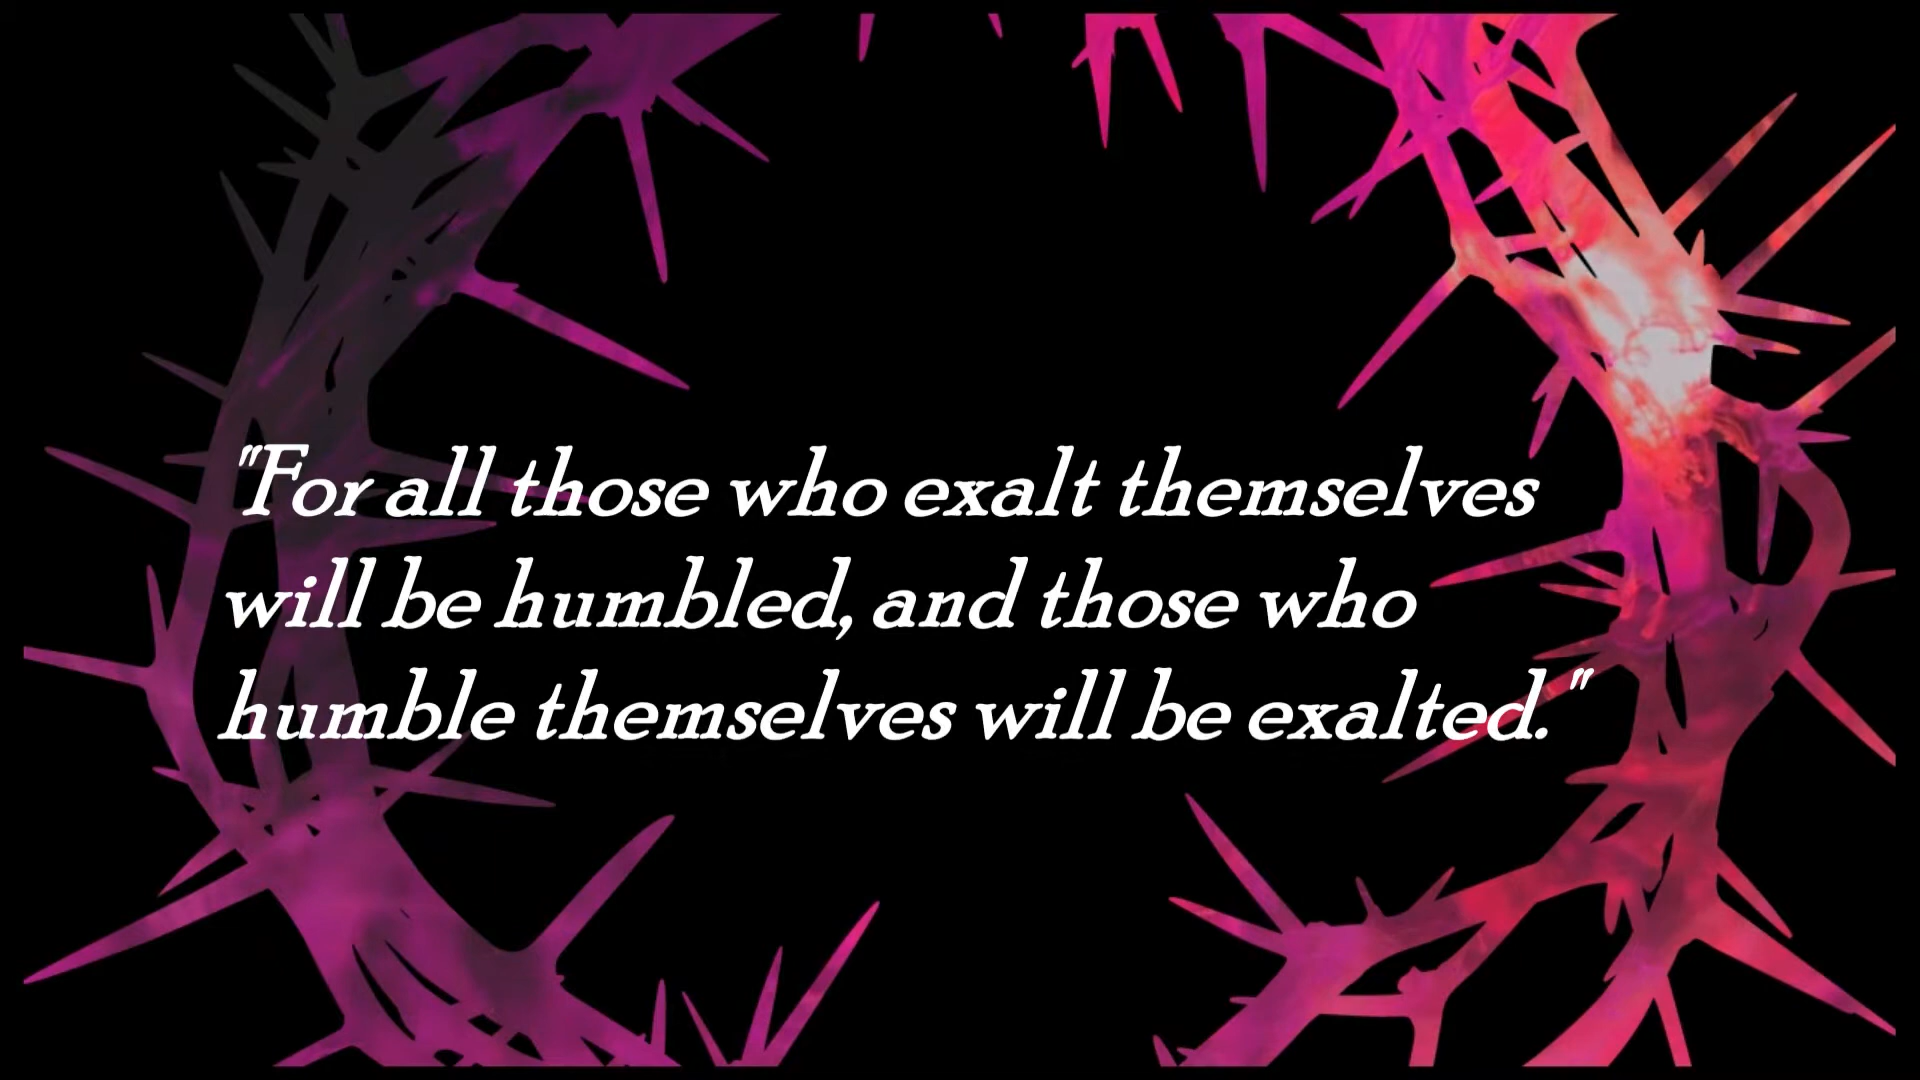 "For all those who exalt themselves
will be humbled, and those who
humble themselves will be exalted."